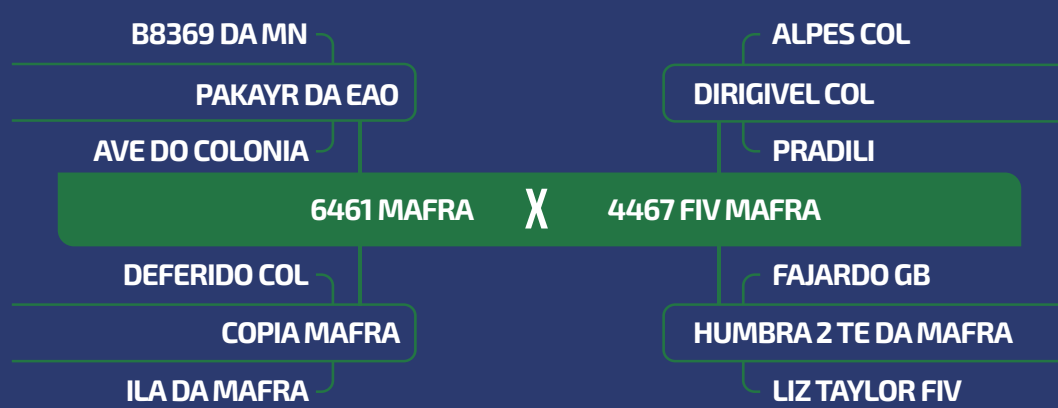 B8369 DA MN
ALPES COL
PAKAYR DA EAO
DIRIGIVEL COL
AVE DO COLONIA
PRADILI
6461 MAFRA X 4467 FIV MAFRA
DEFERIDO COL
FAJARDO GB
COPIA MAFRA
HUMBRA 2 TE DA MAFRA
ILA DA MAFRA
LIZ TAYLOR FIV